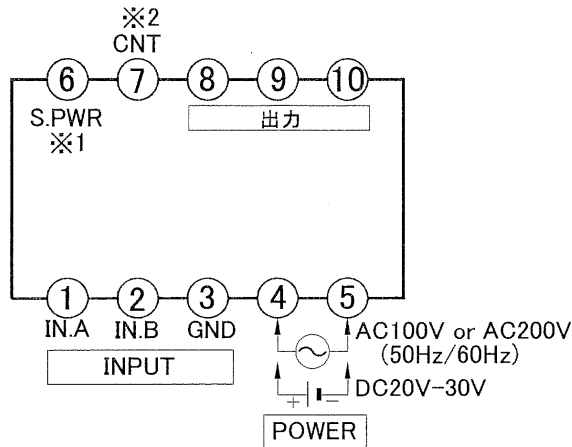 ※2
CNT
6 7 8 9 10
S.PWR
※1
出力
1 2 3 4 5
IN.A IN.B GND
INPUT
AC100V or AC200V
(50Hz/60Hz)
+ −
DC20V-30V
POWER